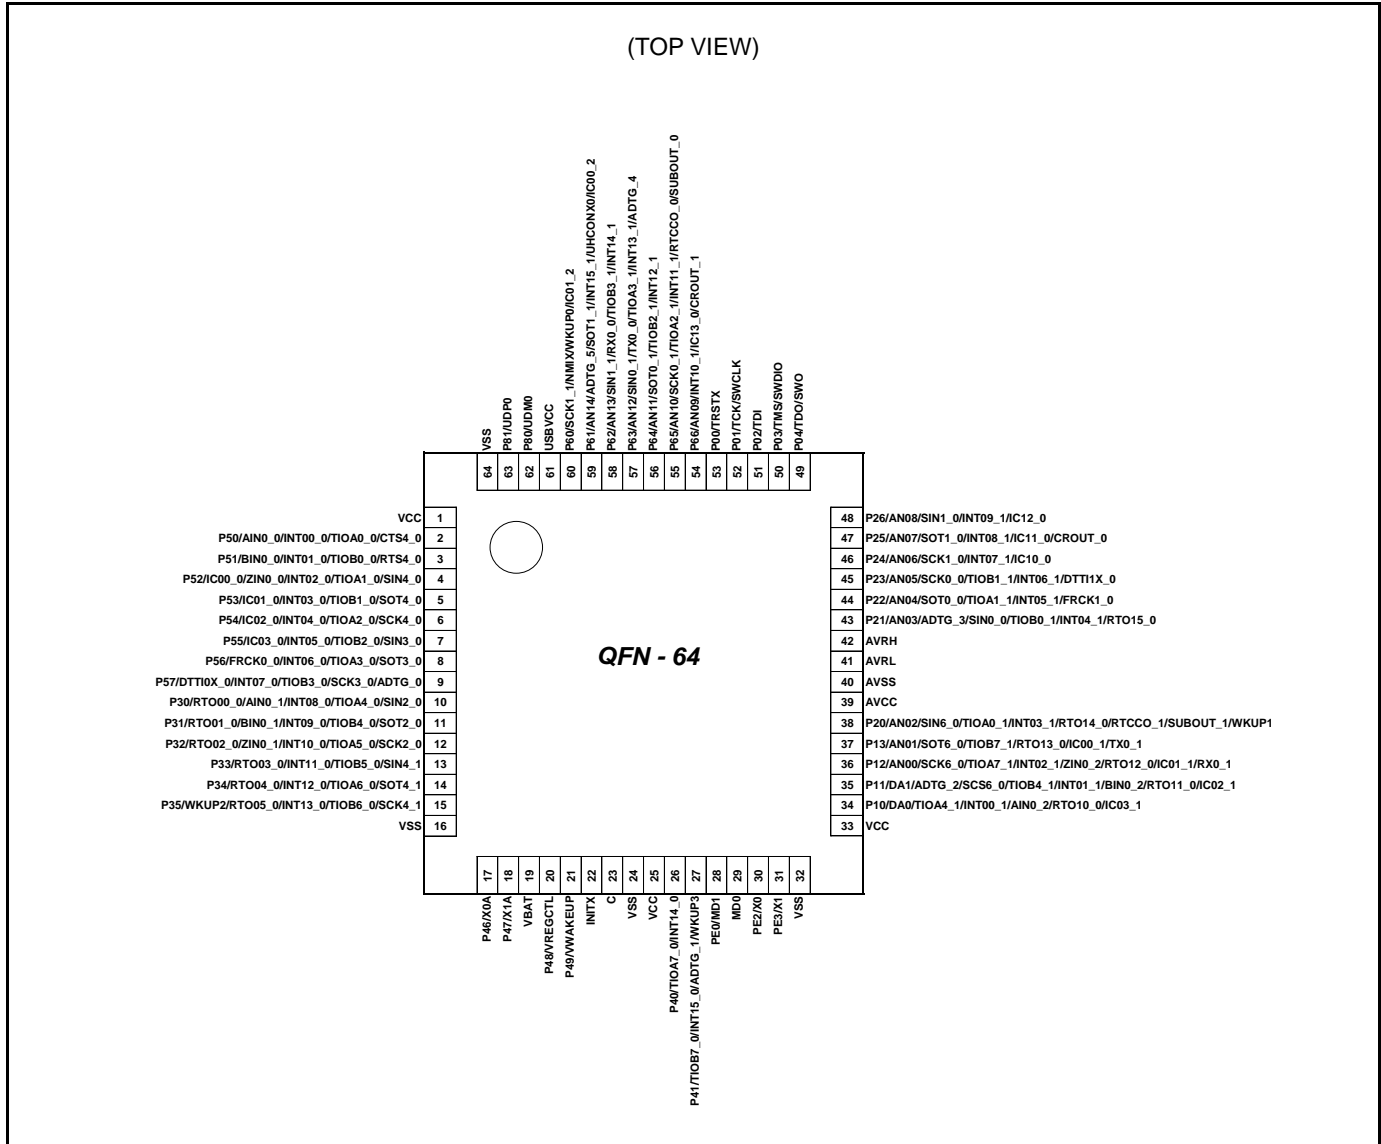 (TOP VIEW)
VSS
P81/UDP0
P80/UDM0
USBVCC
P60/SCK1_1/NMIX/WKUP0/IC01_2
P61/AN14/ADTG_5/SOT1_1/INT15_1/UHCONX0/IC00_2
P62/AN13/SIN1_1/RX0_0/TIOB3_1/INT14_1
P63/AN12/SIN0_1/TX0_0/TIOA3_1/INT13_1/ADTG_4
P64/AN11/SOT0_1/TIOB2_1/INT12_1
P65/AN10/SCK0_1/TIOA2_1/INT11_1/RTCCO_0/SUBOUT_0
P66/AN09/INT10_1/IC13_0/CROUT_1
P00/TRSTX
P01/TCK/SWCLK
P02/TDI
P03/TMS/SWDIO
P04/TDO/SWO
64 63 62 61 60 59 58 57 56 55 54 53 52 51 50 49
VCC 1
P50/AIN0_0/INT00_0/TIOA0_0/CTS4_0 2
P51/BIN0_0/INT01_0/TIOB0_0/RTS4_0 3
P52/IC00_0/ZIN0_0/INT02_0/TIOA1_0/SIN4_0 4
P53/IC01_0/INT03_0/TIOB1_0/SOT4_0 5
P54/IC02_0/INT04_0/TIOA2_0/SCK4_0 6
P55/IC03_0/INT05_0/TIOB2_0/SIN3_0 7
P56/FRCK0_0/INT06_0/TIOA3_0/SOT3_0 8
P57/DTTI0X_0/INT07_0/TIOB3_0/SCK3_0/ADTG_0 9
P30/RTO00_0/AIN0_1/INT08_0/TIOA4_0/SIN2_0 10
P31/RTO01_0/BIN0_1/INT09_0/TIOB4_0/SOT2_0 11
P32/RTO02_0/ZIN0_1/INT10_0/TIOA5_0/SCK2_0 12
P33/RTO03_0/INT11_0/TIOB5_0/SIN4_1 13
P34/RTO04_0/INT12_0/TIOA6_0/SOT4_1 14
P35/WKUP2/RTO05_0/INT13_0/TIOB6_0/SCK4_1 15
VSS 16
QFN - 64
48 P26/AN08/SIN1_0/INT09_1/IC12_0
47 P25/AN07/SOT1_0/INT08_1/IC11_0/CROUT_0
46 P24/AN06/SCK1_0/INT07_1/IC10_0
45 P23/AN05/SCK0_0/TIOB1_1/INT06_1/DTTI1X_0
44 P22/AN04/SOT0_0/TIOA1_1/INT05_1/FRCK1_0
43 P21/AN03/ADTG_3/SIN0_0/TIOB0_1/INT04_1/RTO15_0
42 AVRH
41 AVRL
40 AVSS
39 AVCC
38 P20/AN02/SIN6_0/TIOA0_1/INT03_1/RTO14_0/RTCCO_1/SUBOUT_1/WKUP1
37 P13/AN01/SOT6_0/TIOB7_1/RTO13_0/IC00_1/TX0_1
36 P12/AN00/SCK6_0/TIOA7_1/INT02_1/ZIN0_2/RTO12_0/IC01_1/RX0_1
35 P11/DA1/ADTG_2/SCS6_0/TIOB4_1/INT01_1/BIN0_2/RTO11_0/IC02_1
34 P10/DA0/TIOA4_1/INT00_1/AIN0_2/RTO10_0/IC03_1
33 VCC
17 18 19 20 21 22 23 24 25 26 27 28 29 30 31 32
P46/X0A
P47/X1A
VBAT
P48/VREGCTL
P49/VWAKEUP
INITX
C
VSS
VCC
P40/TIOA7_0/INT14_0
P41/TIOB7_0/INT15_0/ADTG_1/WKUP3
PE0/MD1
MD0
PE2/X0
PE3/X1
VSS